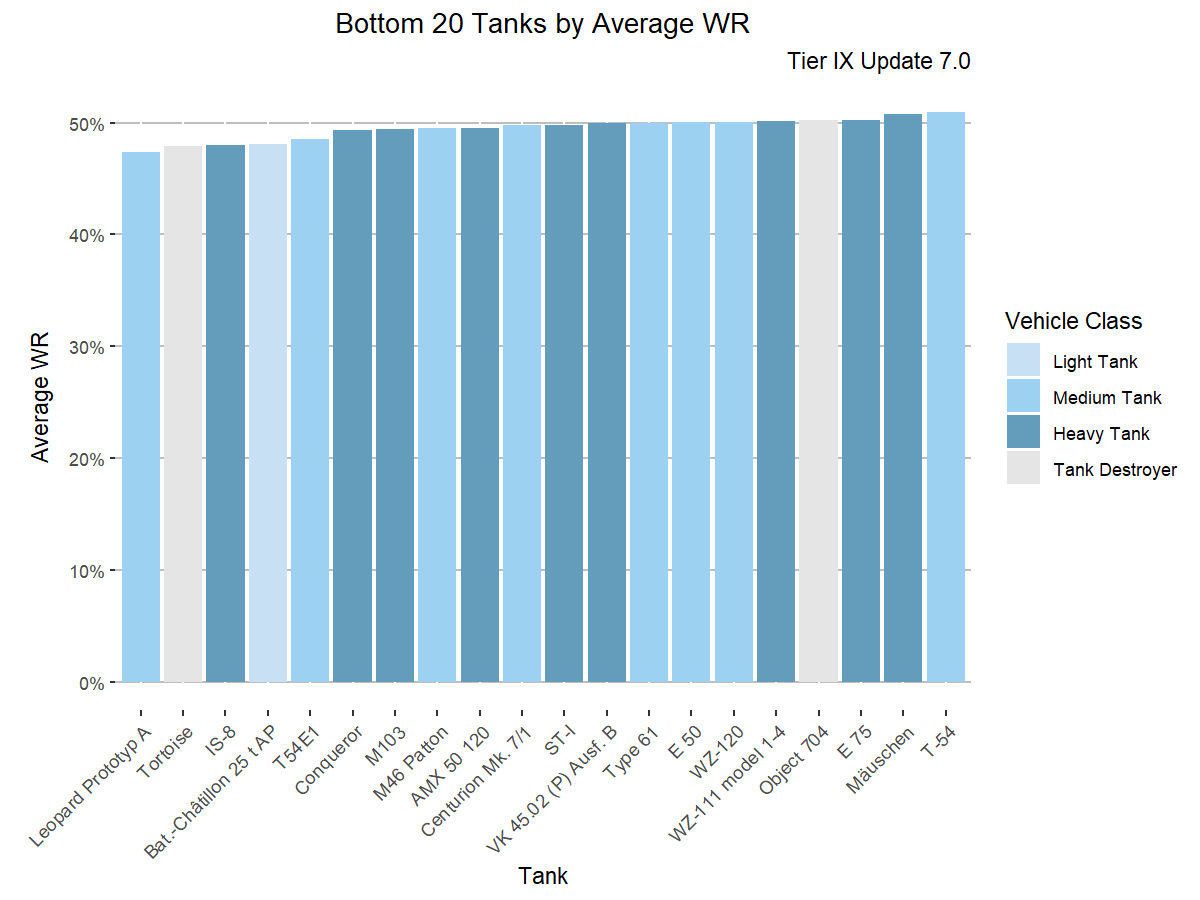 Bottom 20 Tanks by Average WR
Tier IX Update 7.0
50%
40%
30%
20%
10%
0%
Average WR
Leopard Prototyp A
Tortoise
IS-8
Bat.-Châtillon 25 t AP
T54E1
Conqueror
M103
M46 Patton
AMX 50 120
Centurion Mk. 7/1
ST-I
VK 45.02 (P) Ausf. B
Type 61
E 50
WZ-120
WZ-111 model 1-4
Object 704
E 75
Mäuschen
T-54
Tank
Vehicle Class
Light Tank
Medium Tank
Heavy Tank
Tank Destroyer